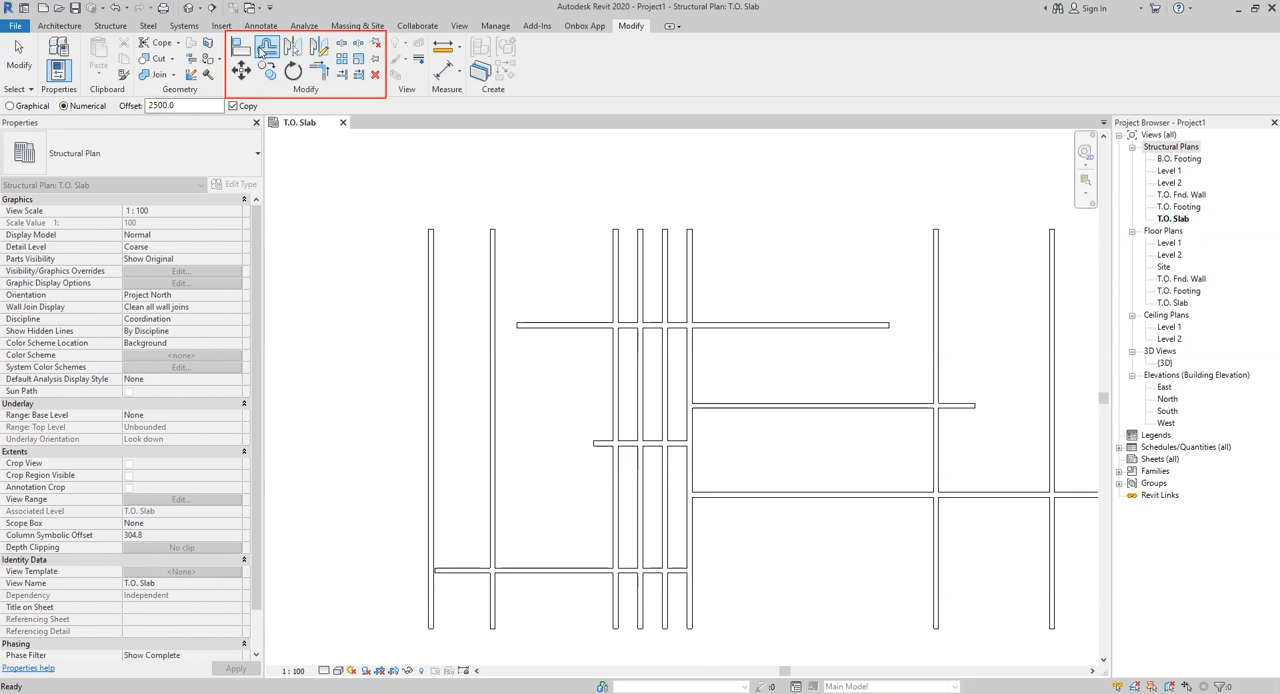 Autodesk Revit 2020 - Project1 - Structural Plan: T.O. Slab
Sign In
File Architecture Structure Steel Systems Insert Annotate Analyze Massing & Site Collaborate View Manage Add-Ins Onbox App Modify
Modify
Paste
Cope
Cut
Join
Select Properties Clipboard Geometry Modify View Measure Create
Graphical Numerical Offset: 2500.0 Copy
Properties
T.O. Slab
Project Browser - Project1
Structural Plan
Structural Plan: T.O. Slab Edit Type
Graphics
View Scale 1 : 100
Scale Value 1: 100
Display Model Normal
Detail Level Coarse
Parts Visibility Show Original
Visibility/Graphics Overrides Edit...
Graphic Display Options Edit...
Orientation Project North
Wall Join Display Clean all wall joins
Discipline Coordination
Show Hidden Lines By Discipline
Color Scheme Location Background
Color Scheme <none>
System Color Schemes Edit...
Default Analysis Display Style None
Sun Path
Underlay
Range: Base Level None
Range: Top Level Unbounded
Underlay Orientation Look down
Extents
Crop View
Crop Region Visible
Annotation Crop
View Range Edit...
Associated Level T.O. Slab
Scope Box None
Column Symbolic Offset 304.8
Depth Clipping No clip
Identity Data
View Template <None>
View Name T.O. Slab
Dependency Independent
Title on Sheet
Referencing Sheet
Referencing Detail
Phasing
Phase Filter Show Complete
Properties help Apply
Views (all)
Structural Plans
B.O. Footing
Level 1
Level 2
T.O. Fnd. Wall
T.O. Footing
T.O. Slab
Floor Plans
Level 1
Level 2
Site
T.O. Fnd. Wall
T.O. Footing
T.O. Slab
Ceiling Plans
Level 1
Level 2
3D Views
{3D}
Elevations (Building Elevation)
East
North
South
West
Legends
Schedules/Quantities (all)
Sheets (all)
Families
Groups
Revit Links
1 : 100
Ready
:0
Main Model
:0